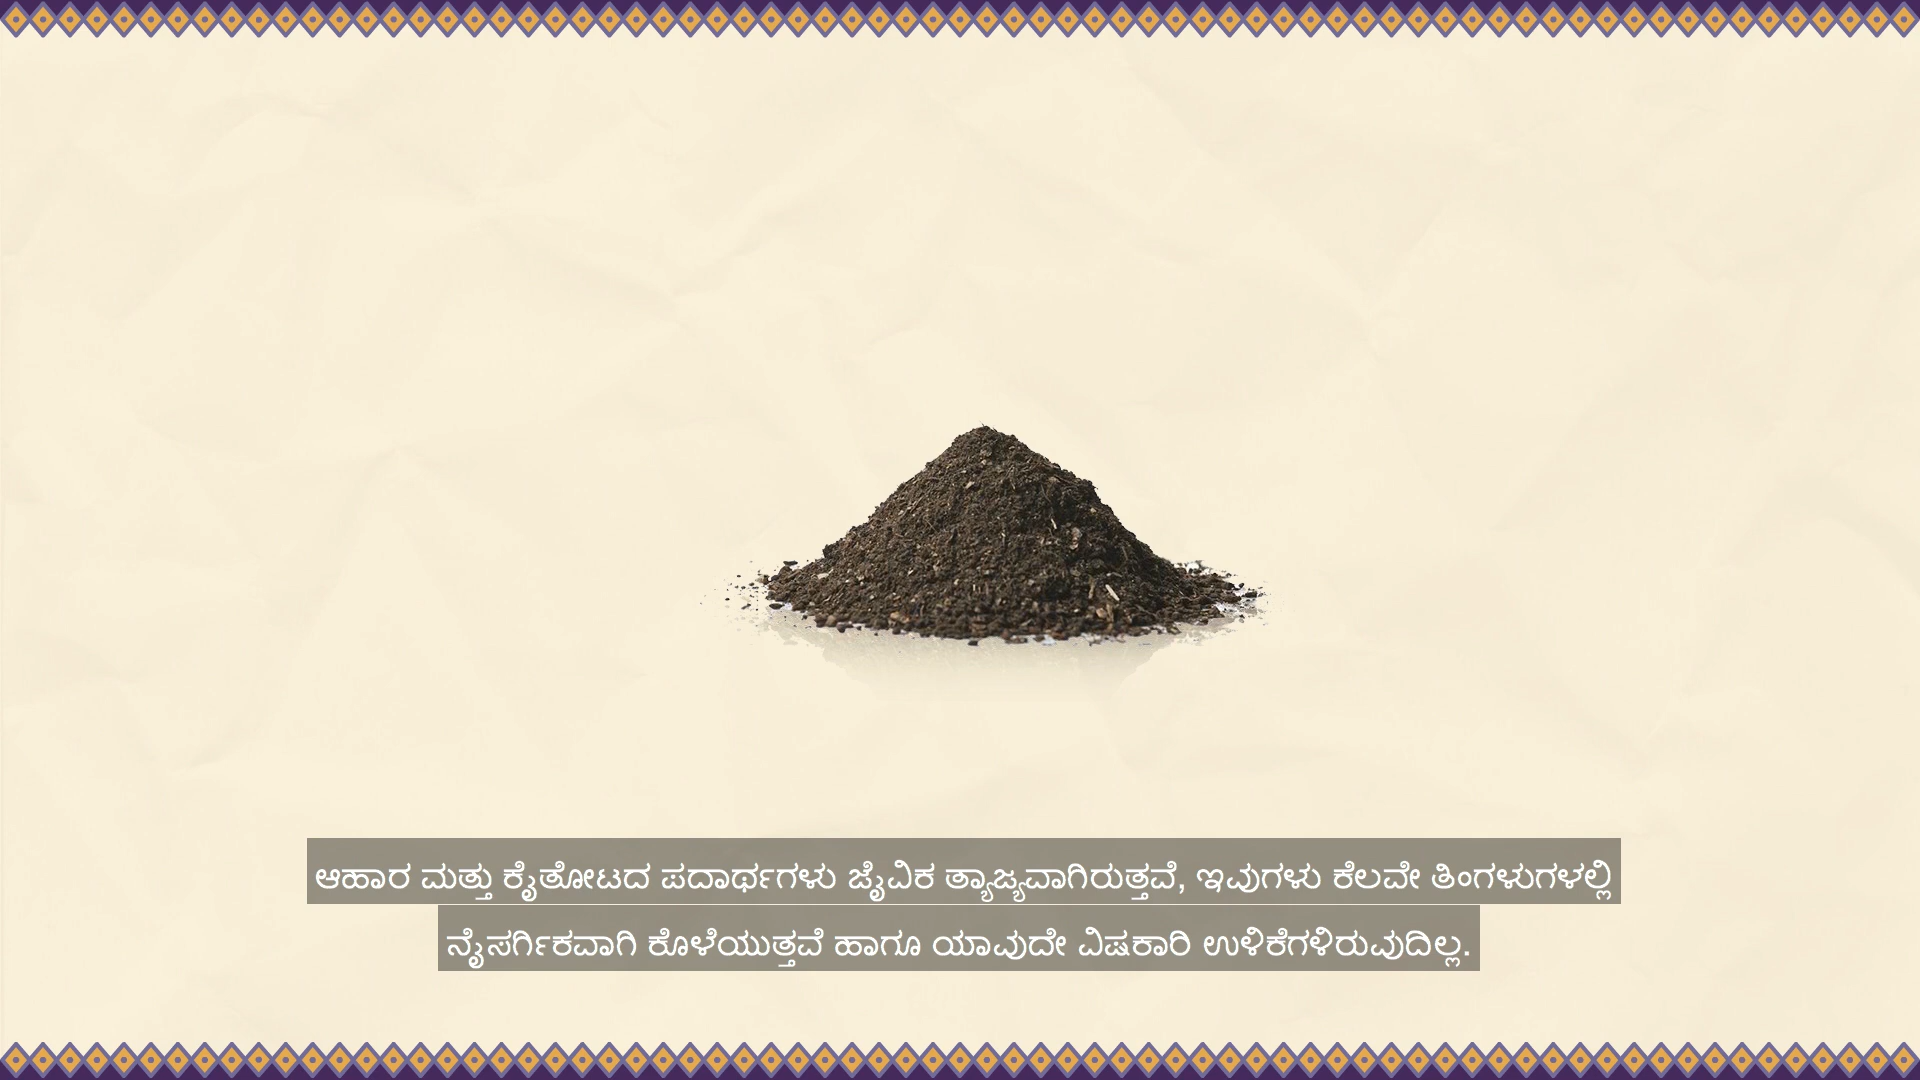 ಆಹಾರ ಮತ್ತು ಕೈತೋಟದ ಪದಾರ್ಥಗಳು ಜೈವಿಕ ತ್ಯಾಜ್ಯವಾಗಿರುತ್ತವೆ, ಇವುಗಳು ಕೆಲವೇ ತಿಂಗಳುಗಳಲ್ಲಿ
ನೈಸರ್ಗಿಕವಾಗಿ ಕೊಳೆಯುತ್ತವೆ ಹಾಗೂ ಯಾವುದೇ ವಿಷಕಾರಿ ಉಳಿಕೆಗಳಿರುವುದಿಲ್ಲ.